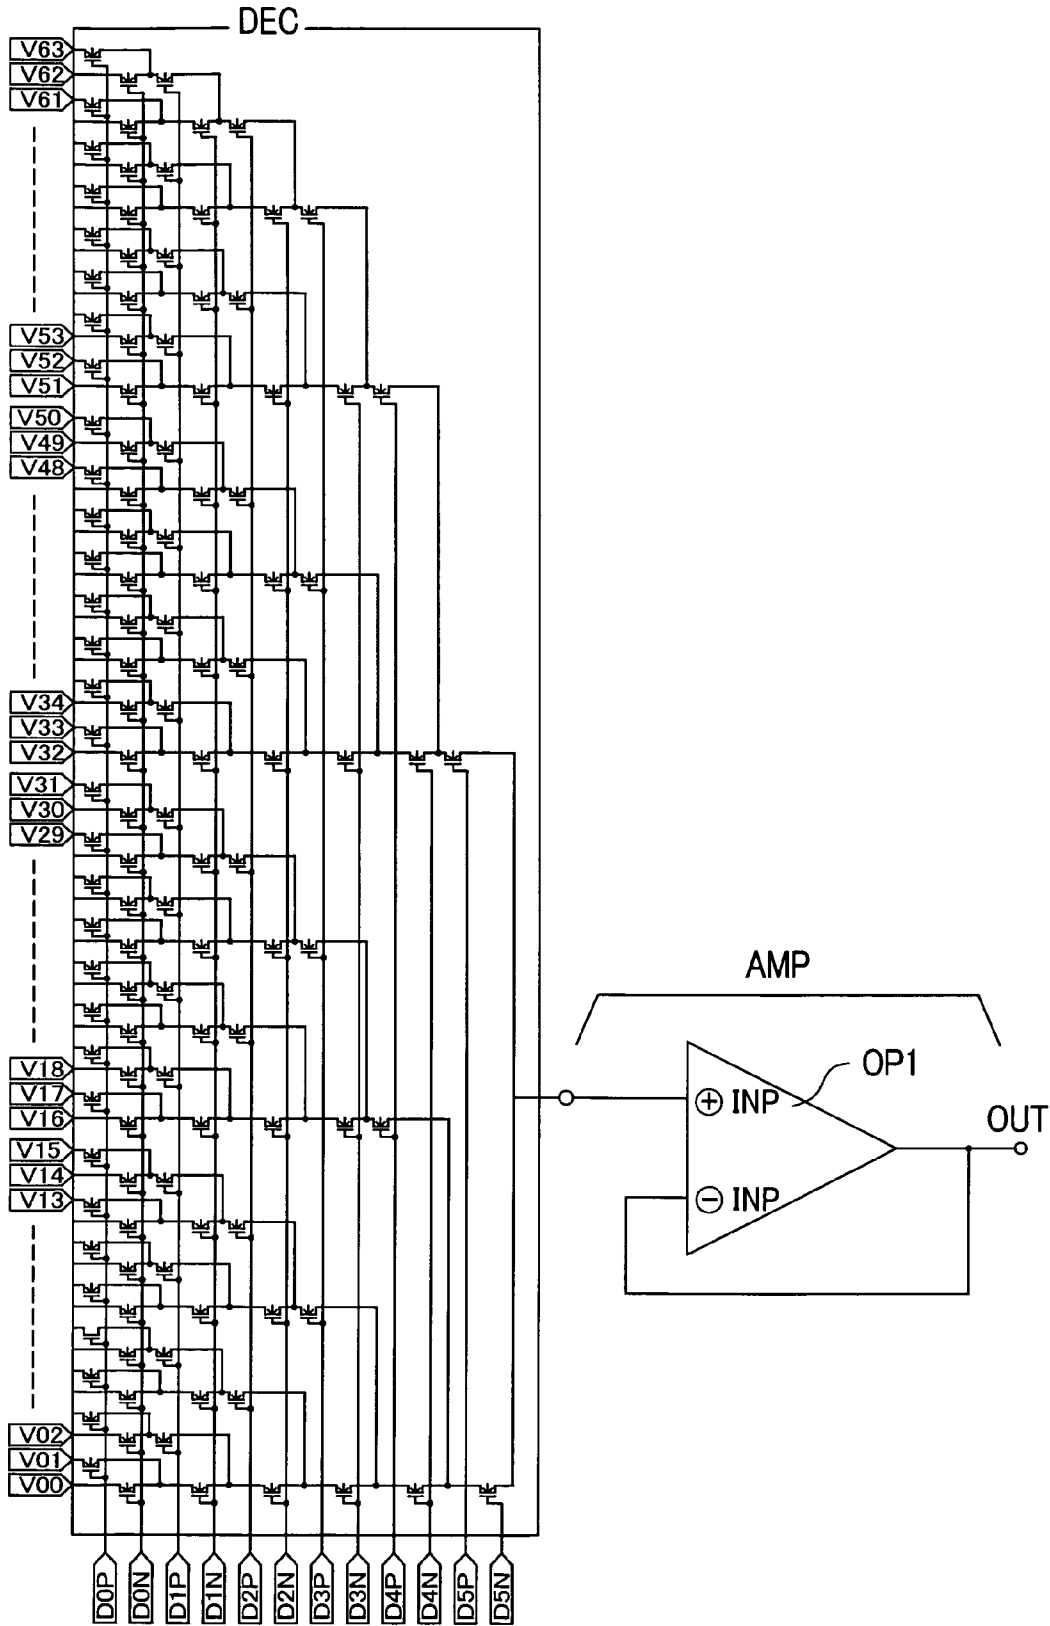 DEC
V63
V62
V61
V53
V52
V51
V50
V49
V48
V34
V33
V32
V31
V30
V29
V18
V17
V16
V15
V14
V13
V02
V01
V00
AMP
OP1
⊕ INP
⊖ INP
OUT
D0P
D0N
D1P
D1N
D2P
D2N
D3P
D3N
D4P
D4N
D5P
D5N